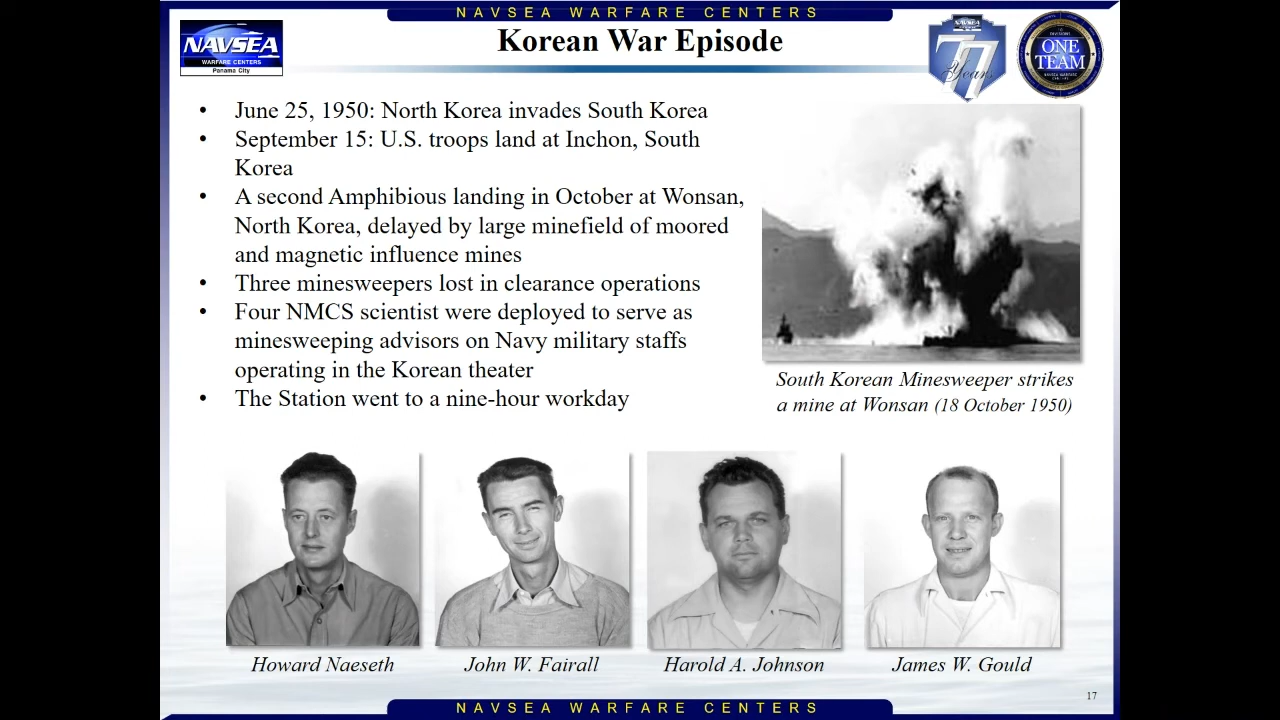 NAVSEA WARFARE CENTERS
NAVSEA
WARFARE CENTERS
Panama City
Korean War Episode
NAVSEA
77
Years
ONE
TEAM
• June 25, 1950: North Korea invades South Korea
• September 15: U.S. troops land at Inchon, South
Korea
• A second Amphibious landing in October at Wonsan,
North Korea, delayed by large minefield of moored
and magnetic influence mines
• Three minesweepers lost in clearance operations
• Four NMCS scientist were deployed to serve as
minesweeping advisors on Navy military staffs
operating in the Korean theater
• The Station went to a nine-hour workday
South Korean Minesweeper strikes
a mine at Wonsan (18 October 1950)
Howard Naeseth
John W. Fairall
Harold A. Johnson
James W. Gould
17
NAVSEA WARFARE CENTERS